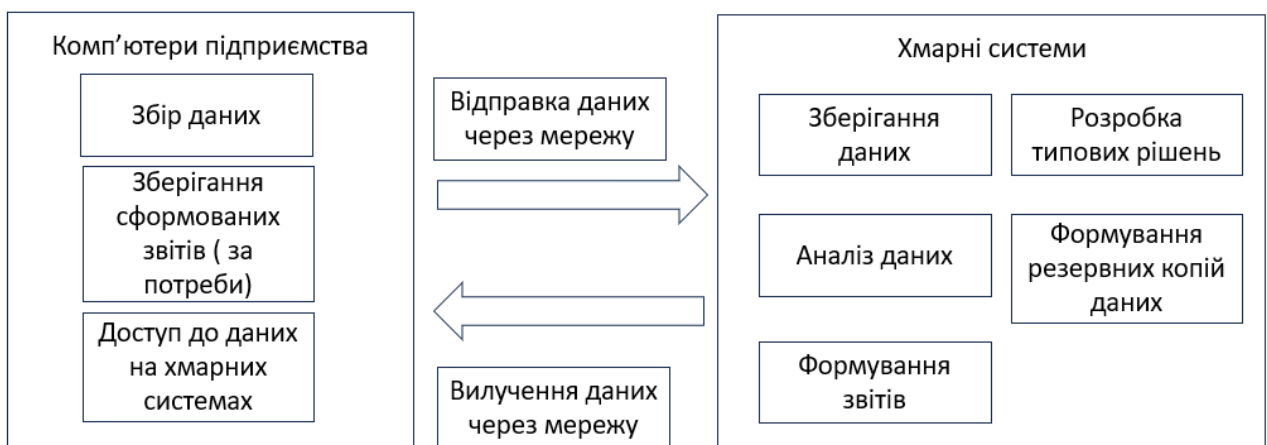 Комп’ютери підприємства
Збір даних
Зберігання
сформованих
звітів ( за
потреби)
Доступ до даних
на хмарних
системах
Відправка даних
через мережу
Вилучення даних
через мережу
Хмарні системи
Зберігання
даних
Розробка
типових рішень
Аналіз даних
Формування
резервних копій
даних
Формування
звітів